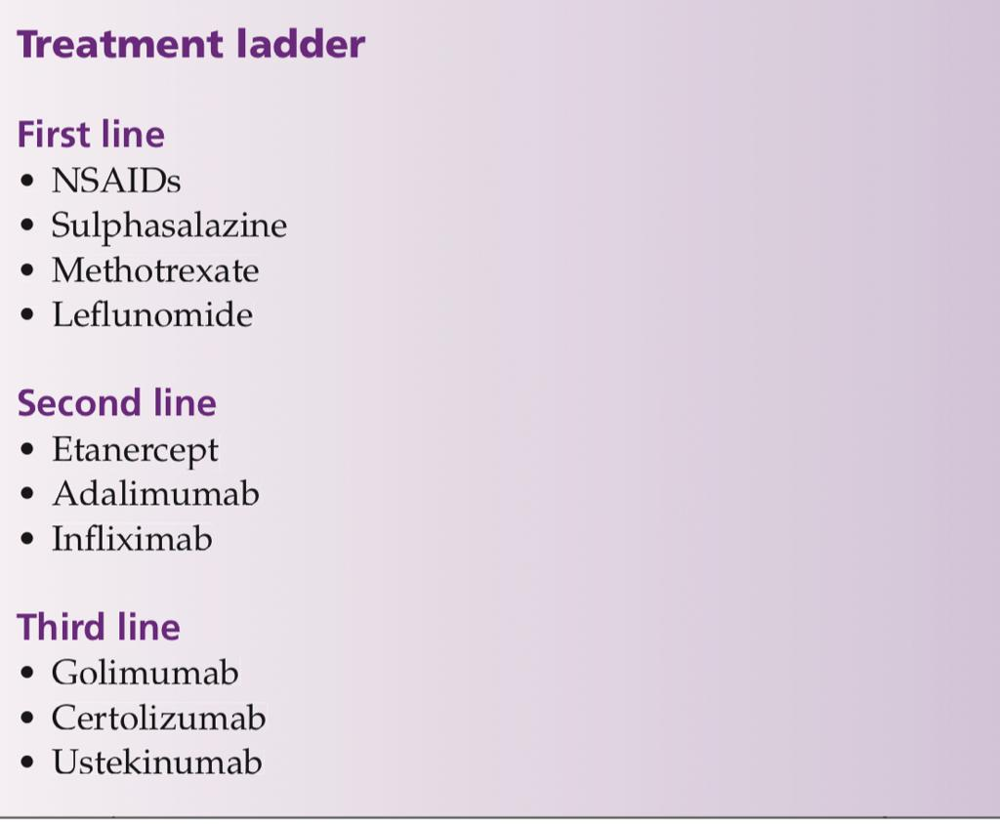 Treatment ladder
First line
• NSAIDs
• Sulphasalazine
• Methotrexate
• Leflunomide
Second line
• Etanercept
• Adalimumab
• Infliximab
Third line
• Golimumab
• Certolizumab
• Ustekinumab